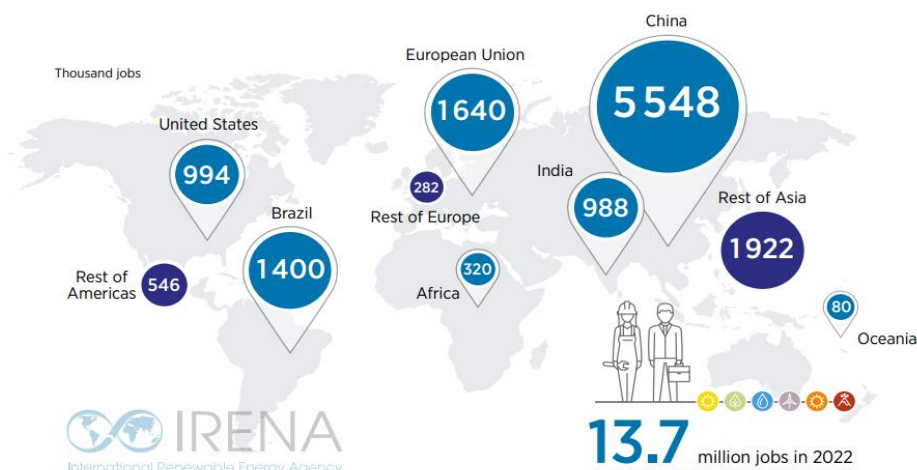 China
European Union
Thousand jobs
5 548
1640
United States
994
India
282
988
Rest of Asia
Brazil
Rest of Europe
1922
1400
Rest of
Americas
546
320
Africa
80
Oceania
IRENA
International Renewable Energy Agency
13.7 million jobs in 2022